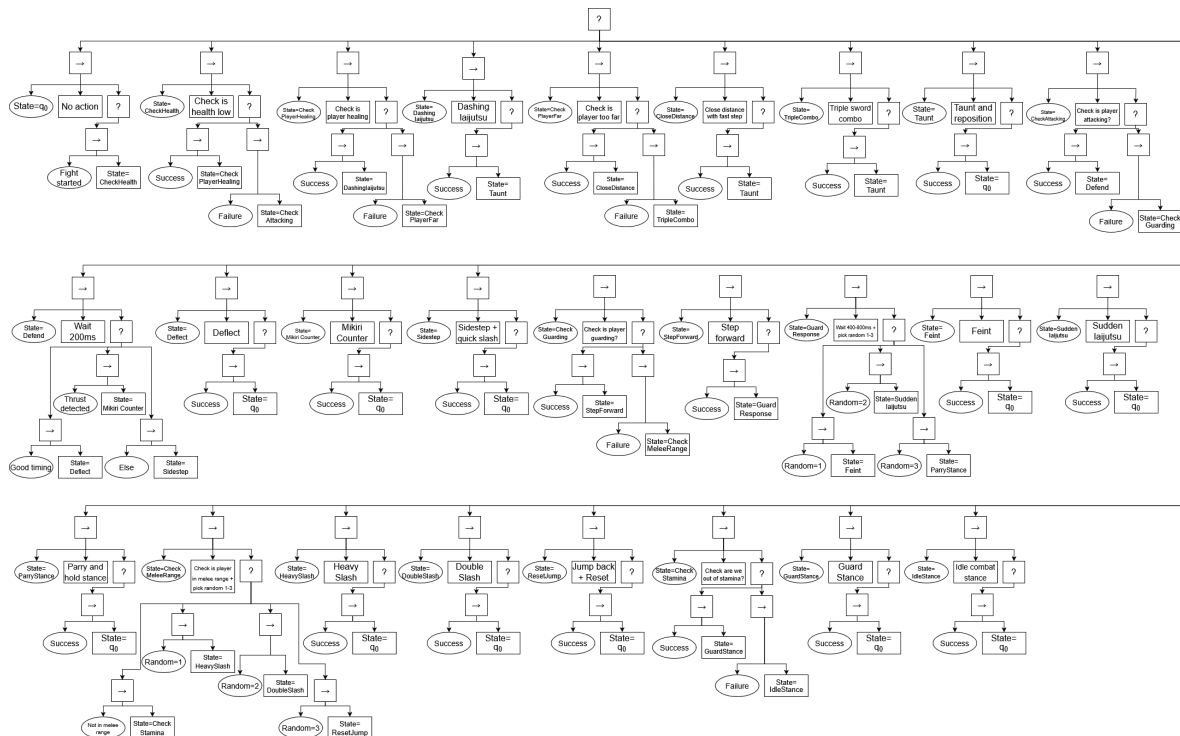 ?
→ → → → → → → → →
State=q0
No action
?
State=
CheckHealth
Check is
health low
?
State=Check
PlayerHealing
Check is
player healing
?
State=
Dashing
Iaijutsu
Dashing
Iaijutsu
?
State=Check
PlayerFar
Check is
player too far
?
State=
CloseDistance
Close distance
with fast step
?
State=
TripleCombo
Triple sword
combo
?
State=
Taunt
Taunt and
reposition
?
State=
CheckAttacking
Check is player
attacking?
?
→ → → → → → → → →
Fight
started
State=
CheckHealth
Success
State=Check
PlayerHealing
→
Failure
State=Check
Attacking
Success
State=
DashingIaijutsu
→
Failure
State=Check
PlayerFar
Success
State=
Taunt
Success
State=
CloseDistance
→
Failure
State=
TripleCombo
Success
State=
Taunt
Success
State=
Taunt
Success
State=
q0
Success
State=
Defend
→
Failure
State=Check
Guarding
→ → → → → → → → →
State=
Defend
Wait
200ms
?
State=
Deflect
Deflect
?
State=
Mikiri Counter
Mikiri
Counter
?
State=
Sidestep
Sidestep +
quick slash
?
State=Check
Guarding
Check is player
guarding?
?
State=
StepForward
Step
forward
?
State=Guard
Response
Wait 400-800ms +
pick random 1-3
?
State=
Feint
Feint
?
State=Sudden
Iaijutsu
Sudden
Iaijutsu
?
→
Thrust
detected
State=
Mikiri Counter
→
Good timing
State=
Deflect
→
Else
State=
Sidestep
→
Success
State=
q0
→
Success
State=
q0
→
Success
State=
q0
→
Success
State=
StepForward
→
Failure
State=Check
MeleeRange
→
Success
State=Guard
Response
→
Random=2
State=Sudden
Iaijutsu
→
Random=1
State=
Feint
→
Random=3
State=
ParryStance
→
Success
State=
q0
→
Success
State=
q0
→ → → → → → → →
State=
ParryStance
Parry and
hold stance
?
State=Check
MeleeRange
Check is player
in melee range +
pick random 1-3
?
State=
HeavySlash
Heavy
Slash
?
State=
DoubleSlash
Double
Slash
?
State=
ResetJump
Jump back
+ Reset
?
State=Check
Stamina
Check are we
out of stamina?
?
State=
GuardStance
Guard
Stance
?
State=
IdleStance
Idle combat
stance
?
→
Success
State=
q0
→
Random=1
State=
HeavySlash
→
Random=2
State=
DoubleSlash
→
Not in melee
range
State=Check
Stamina
→
Random=3
State=
ResetJump
→
Success
State=
q0
→
Success
State=
q0
→
Success
State=
q0
→
Success
State=
GuardStance
→
Failure
State=
IdleStance
→
Success
State=
q0
→
Success
State=
q0